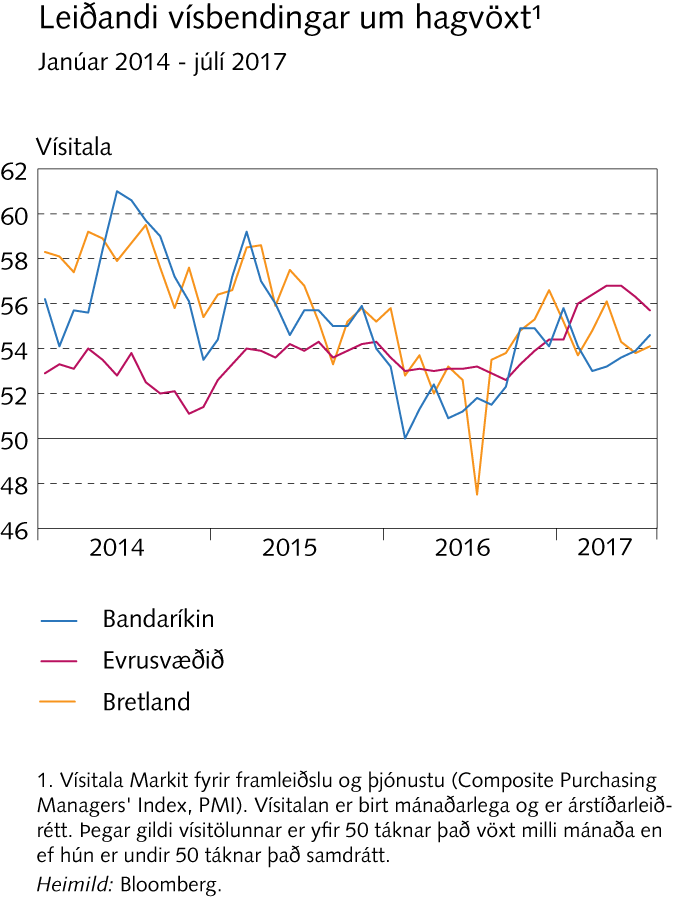 Leiðandi vísbendingar um hagvöxt¹
Janúar 2014 - júlí 2017
Vísitala
62
60
58
56
54
52
50
48
46
2014 2015 2016 2017
Bandaríkin
Evrusvæðið
Bretland
1. Vísitala Markit fyrir framleiðslu og þjónustu (Composite Purchasing
Managers' Index, PMI). Vísitalan er birt mánaðarlega og er árstíðarleið-
rétt. Þegar gildi vísitölunnar er yfir 50 táknar það vöxt milli mánaða en
ef hún er undir 50 táknar það samdrátt.
Heimild: Bloomberg.